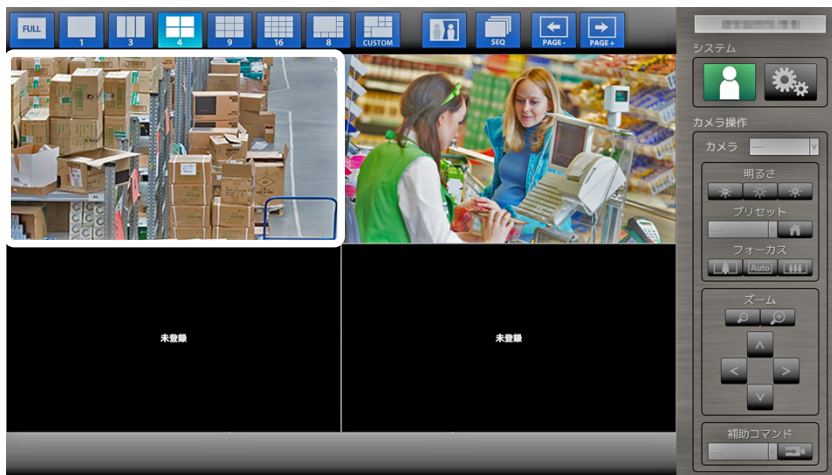 FULL
1
3
4
9
16
8
CUSTOM
SEQ
PAGE-
PAGE+
システム
カメラ操作
カメラ ---- v
明るさ
プリセット
フォーカス
Auto
ズーム
未登録
未登録
補助コマンド